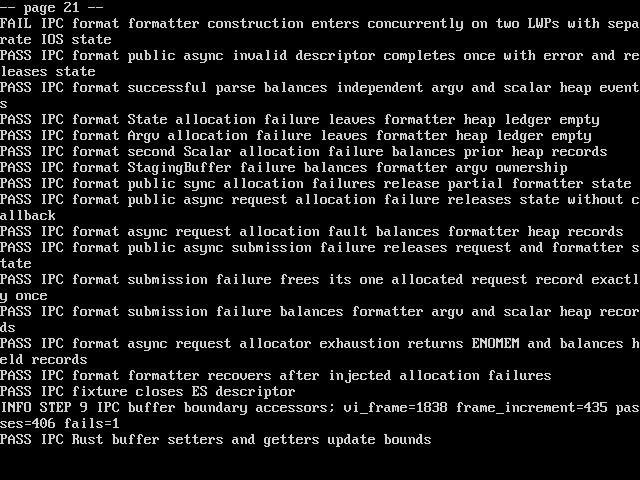 -- page 21 --
FAIL IPC format formatter construction enters concurrently on two LWPs with sepa
rate IOS state
PASS IPC format public async invalid descriptor completes once with error and re
leases state
PASS IPC format successful parse balances independent argv and scalar heap event
s
PASS IPC format State allocation failure leaves formatter heap ledger empty
PASS IPC format Argv allocation failure leaves formatter heap ledger empty
PASS IPC format second Scalar allocation failure balances prior heap records
PASS IPC format StagingBuffer failure balances formatter argv ownership
PASS IPC format public sync allocation failures release partial formatter state
PASS IPC format public async request allocation failure releases state without c
allback
PASS IPC format async request allocation fault balances formatter heap records
PASS IPC format public async submission failure releases request and formatter s
tate
PASS IPC format submission failure frees its one allocated request record exactl
y once
PASS IPC format submission failure balances formatter argv and scalar heap recor
ds
PASS IPC format async request allocator exhaustion returns ENOMEM and balances h
eld records
PASS IPC format formatter recovers after injected allocation failures
PASS IPC fixture closes ES descriptor
INFO STEP 9 IPC buffer boundary accessors; vi_frame=1838 frame_increment=435 pas
ses=406 fails=1
PASS IPC Rust buffer setters and getters update bounds